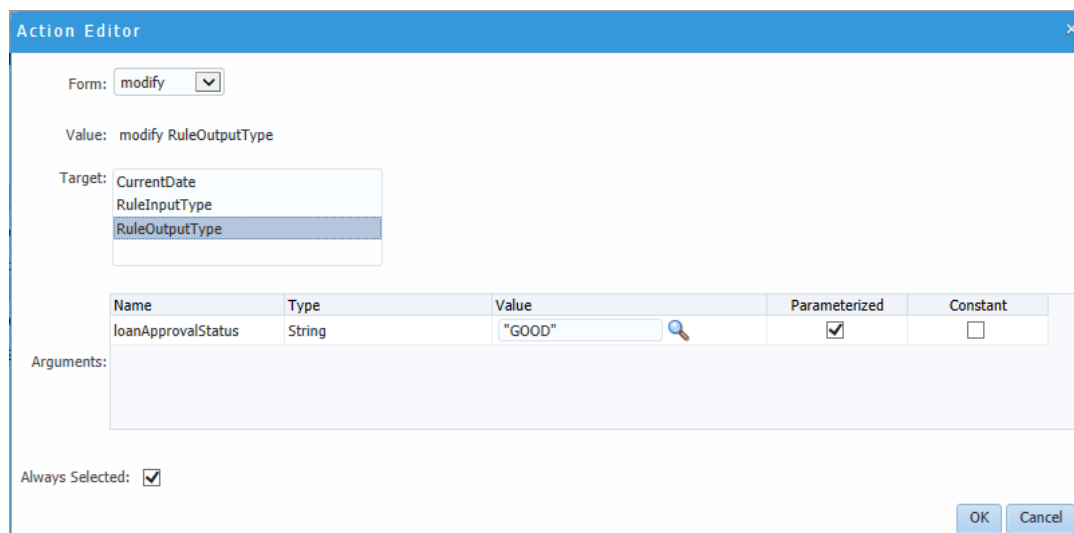 Action Editor
Form: modify
Value: modify RuleOutputType
Target: CurrentDate
RuleInputType
RuleOutputType
Name Type Value Parameterized Constant
loanApprovalStatus String "GOOD"
Arguments:
Always Selected:
OK Cancel